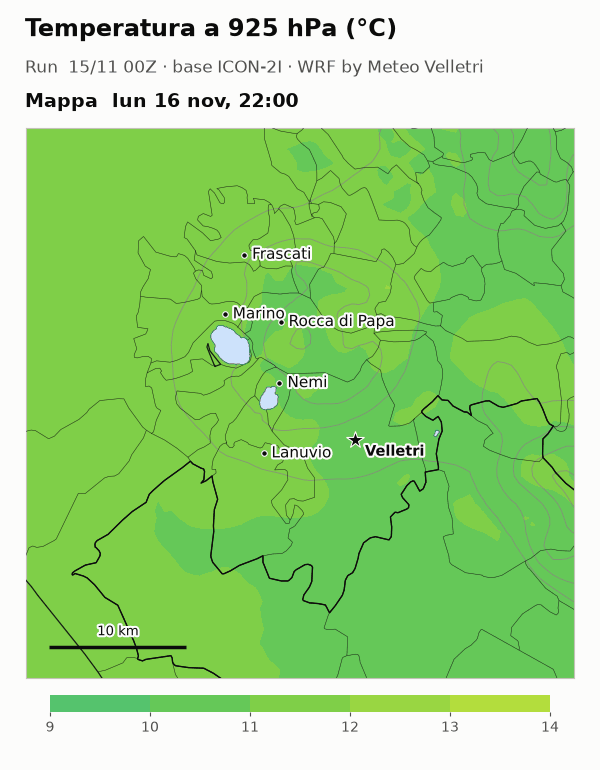 Temperatura a 925 hPa (°C)
Run  15/11 00Z · base ICON-2I · WRF by Meteo Velletri
Mappa  lun 16 nov, 22:00
Frascati
Marino
Rocca di Papa
Nemi
Velletri
Lanuvio
10 km
9 10 11 12 13 14